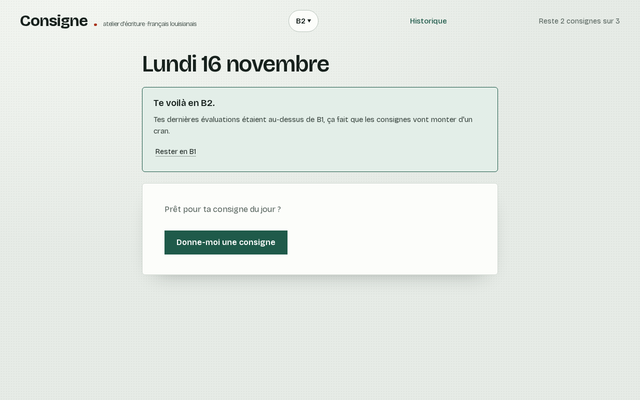 Consigne
atelier d'écriture · français louisianais
B2 ▾
Historique
Reste 2 consignes sur 3
Lundi 16 novembre
Te voilà en B2.
Tes dernières évaluations étaient au-dessus de B1, ça fait que les consignes vont monter d'un
cran.
Rester en B1
Prêt pour ta consigne du jour ?
Donne-moi une consigne